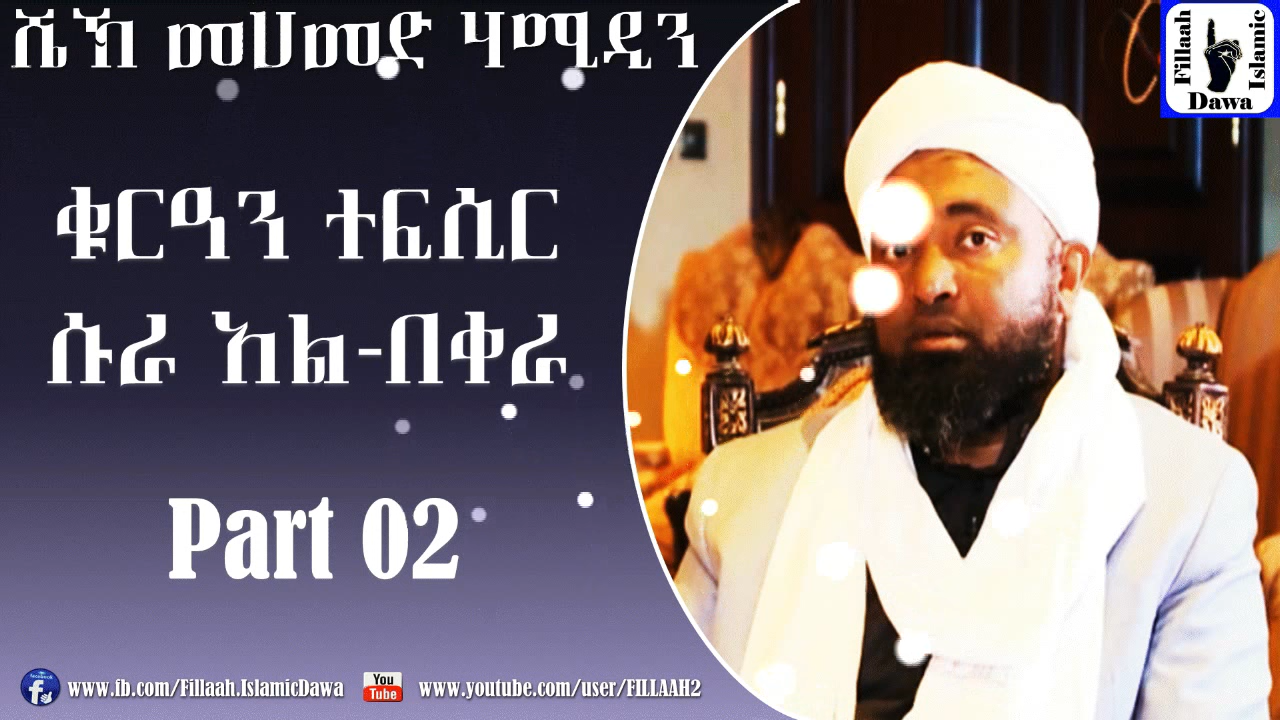 ሼኽ መሀመድ ሃሚዲን
ቁርዓን ተፍሲር
ሱራ አል-በቀራ
Part 02
www.fb.com/Fillaah.IslamicDawa
You
Tube
www.youtube.com/user/FILLAAH2
Fillaah
Islamic
Dawa